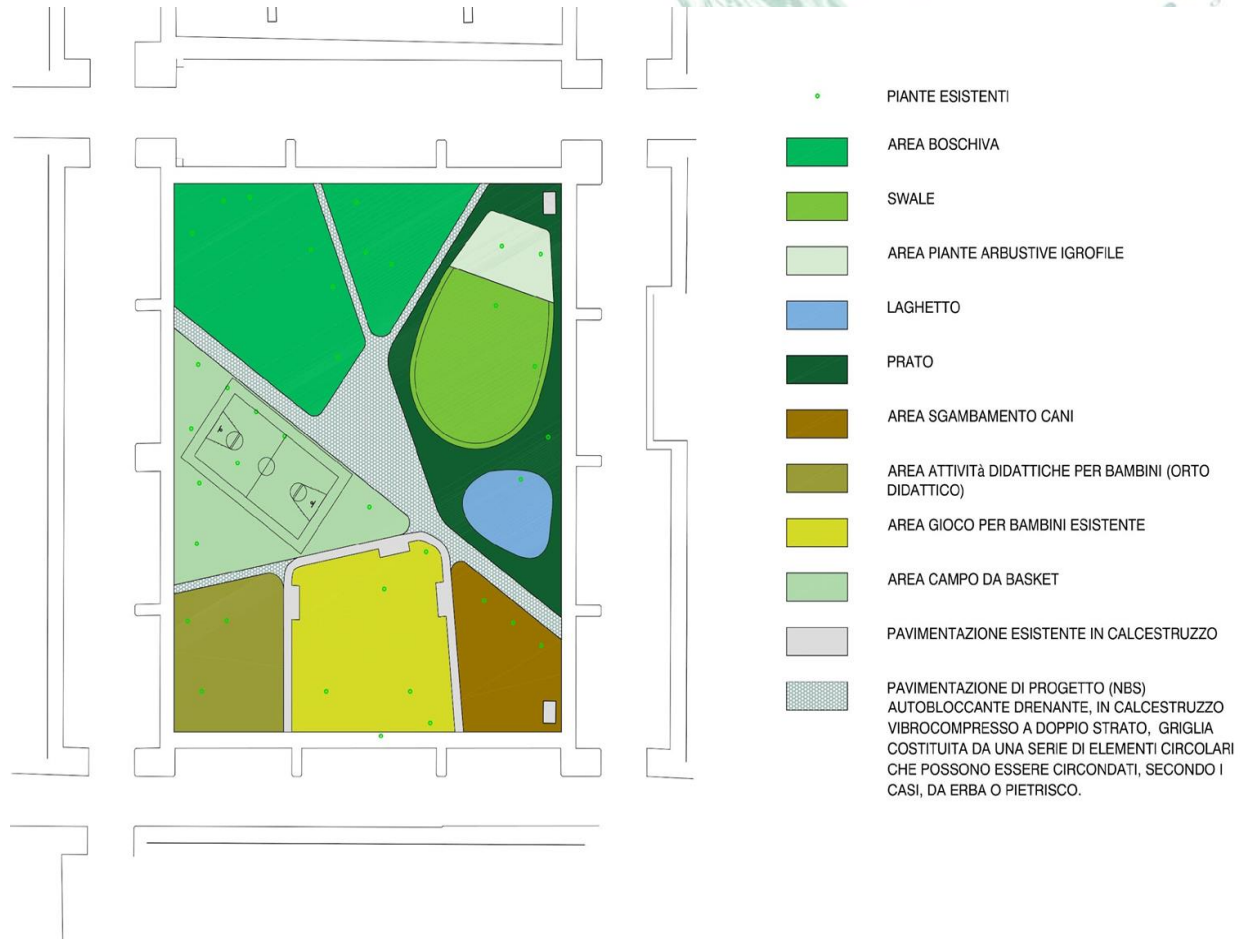 PIANTE ESISTENTI
AREA BOSCHIVA
SWALE
AREA PIANTE ARBUSTIVE IGROFILE
LAGHETTO
PRATO
AREA SGAMBAMENTO CANI
AREA ATTIVITà DIDATTICHE PER BAMBINI (ORTO
DIDATTICO)
AREA GIOCO PER BAMBINI ESISTENTE
AREA CAMPO DA BASKET
PAVIMENTAZIONE ESISTENTE IN CALCESTRUZZO
PAVIMENTAZIONE DI PROGETTO (NBS)
AUTOBLOCCANTE DRENANTE, IN CALCESTRUZZO
VIBROCOMPRESSO A DOPPIO STRATO, GRIGLIA
COSTITUITA DA UNA SERIE DI ELEMENTI CIRCOLARI
CHE POSSONO ESSERE CIRCONDATI, SECONDO I
CASI, DA ERBA O PIETRISCO.